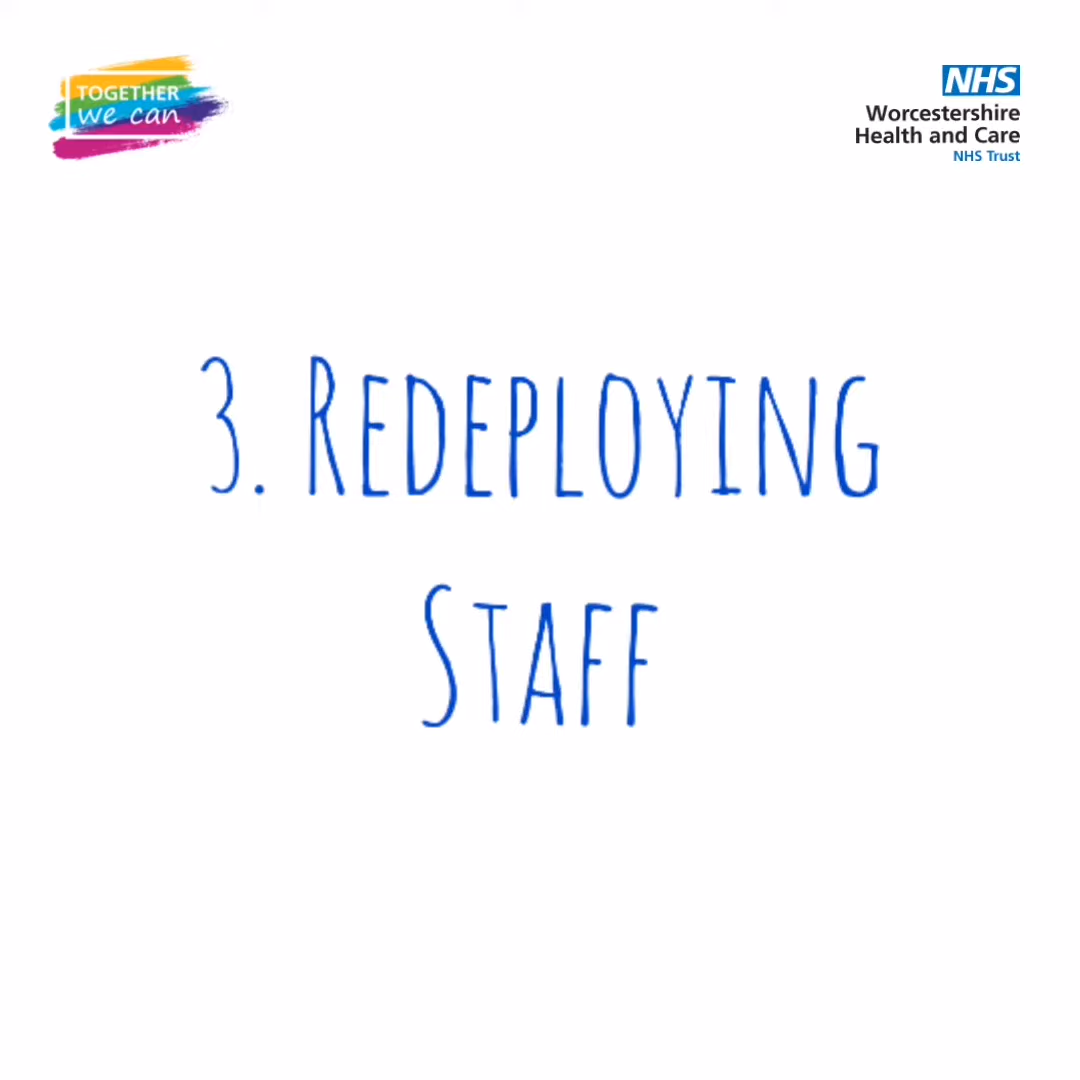 TOGETHER
we can
NHS
Worcestershire
Health and Care
NHS Trust
3. REDEPLOYING
STAFF